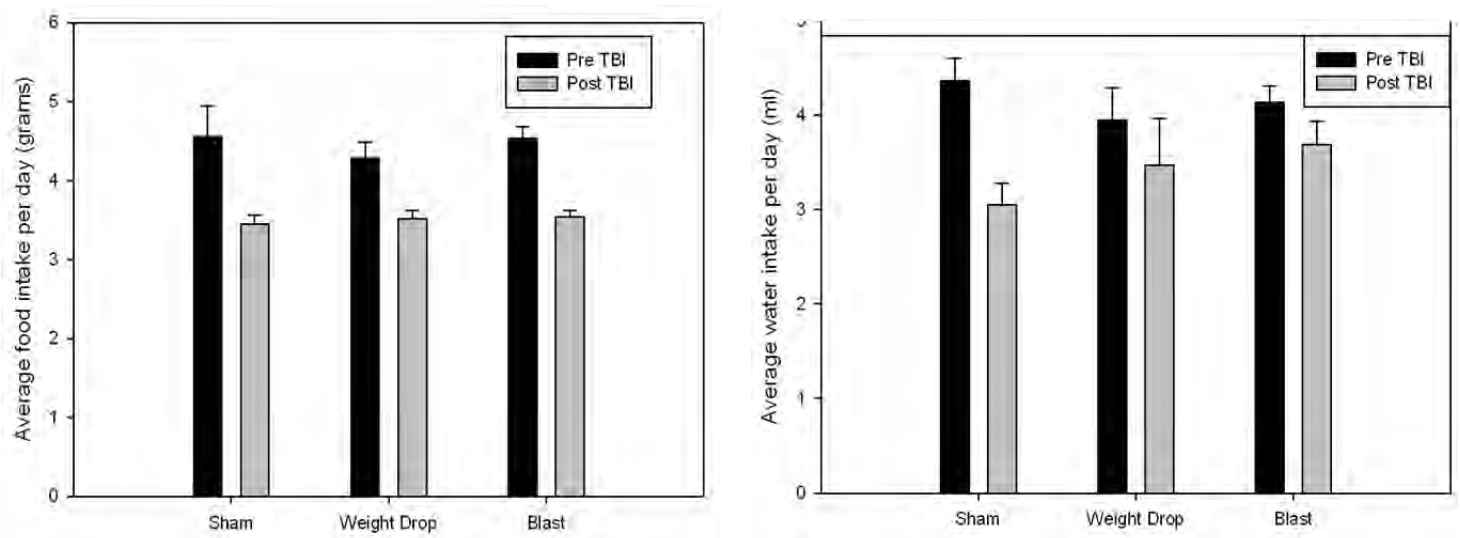 Average food intake per day (grams)
6
5
4
3
2
1
0
Pre TBI
Post TBI
Sham Weight Drop Blast
Average water intake per day (ml)
4
3
2
1
0
Pre TBI
Post TBI
Sham Weight Drop Blast